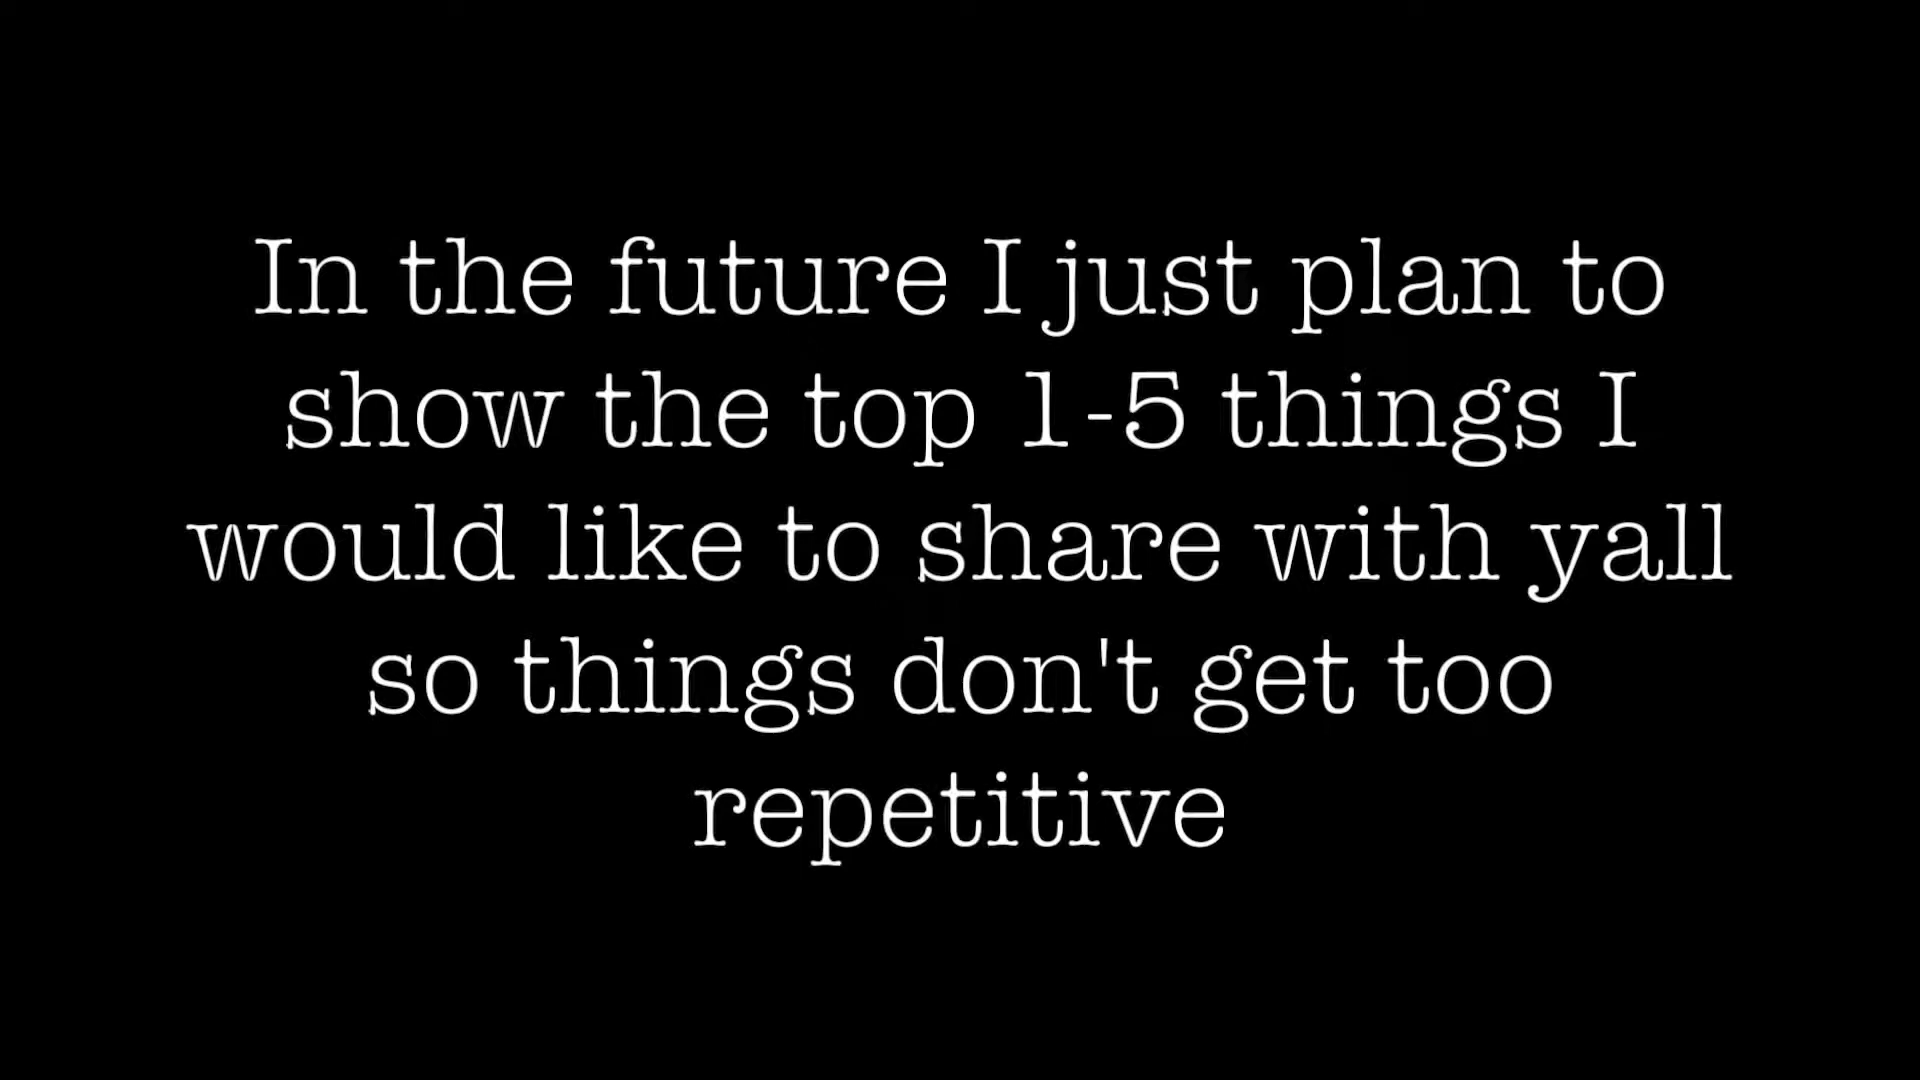 In the future I just plan to
show the top 1-5 things I
would like to share with yall
so things don't get too
repetitive